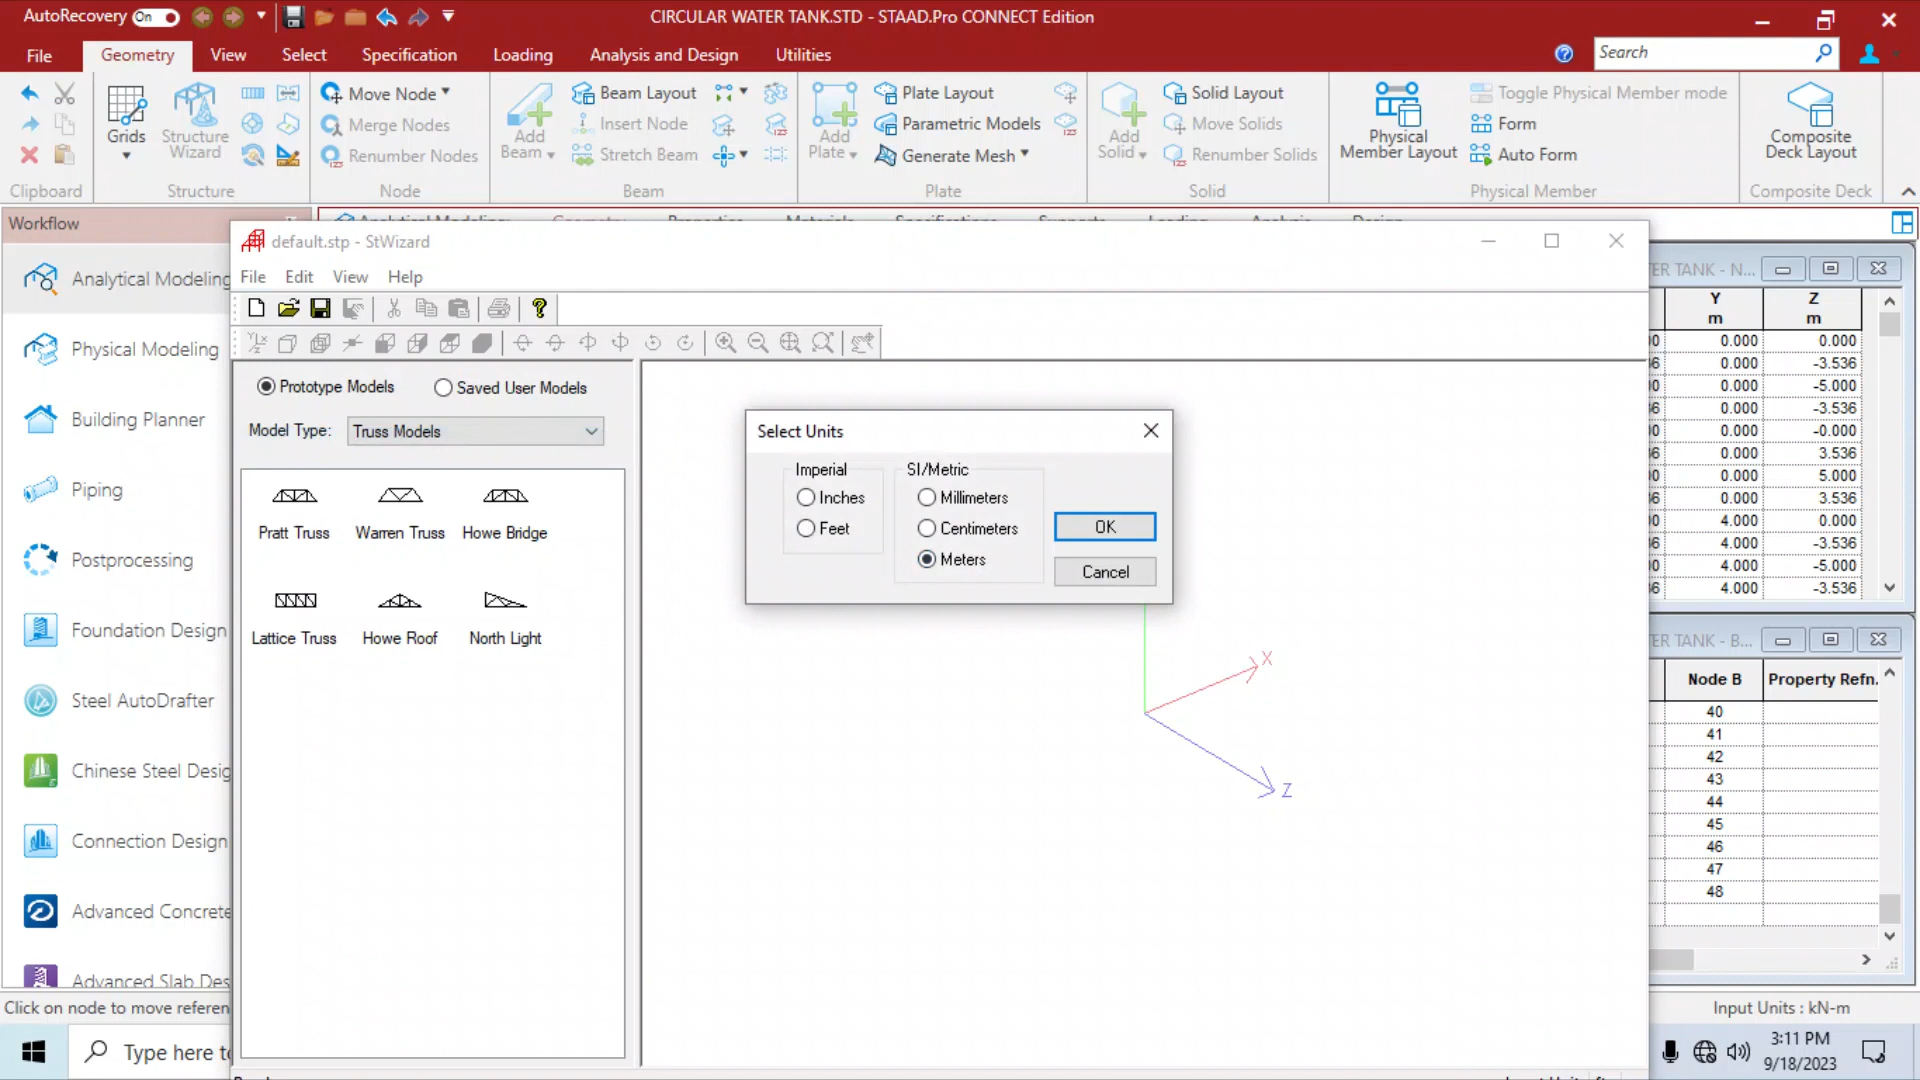 AutoRecovery On
CIRCULAR WATER TANK.STD - STAAD.Pro CONNECT Edition
File Geometry View Select Specification Loading Analysis and Design Utilities
Search
Grids
Structure Wizard
Move Node
Merge Nodes
Renumber Nodes
Add Beam
Beam Layout
Insert Node
Stretch Beam
Add Plate
Plate Layout
Parametric Models
Generate Mesh
Add Solid
Solid Layout
Move Solids
Renumber Solids
Physical Member Layout
Toggle Physical Member mode
Form
Auto Form
Composite Deck Layout
Clipboard Structure Node Beam Plate Solid Physical Member Composite Deck
Workflow
Analytical Modeling
Physical Modeling
Building Planner
Piping
Postprocessing
Foundation Design
Steel AutoDrafter
Chinese Steel Desig
Connection Design
Advanced Concrete
Advanced Slab Des
Click on node to move referen
default.stp - StWizard
File Edit View Help
Prototype Models Saved User Models
Model Type: Truss Models
Pratt Truss Warren Truss Howe Bridge
Lattice Truss Howe Roof North Light
Select Units
Imperial
Inches
Feet
SI/Metric
Millimeters
Centimeters
Meters
OK
Cancel
X
Z
ER TANK - N...
Y m Z m
0.000 0.000
0.000 -3.536
0.000 -5.000
0.000 -3.536
0.000 -0.000
0.000 3.536
0.000 5.000
0.000 3.536
4.000 0.000
4.000 -3.536
4.000 -5.000
4.000 -3.536
ER TANK - B...
Node B Property Refn.
40
41
42
43
44
45
46
47
48
Input Units : kN-m
Type here to
3:11 PM
9/18/2023